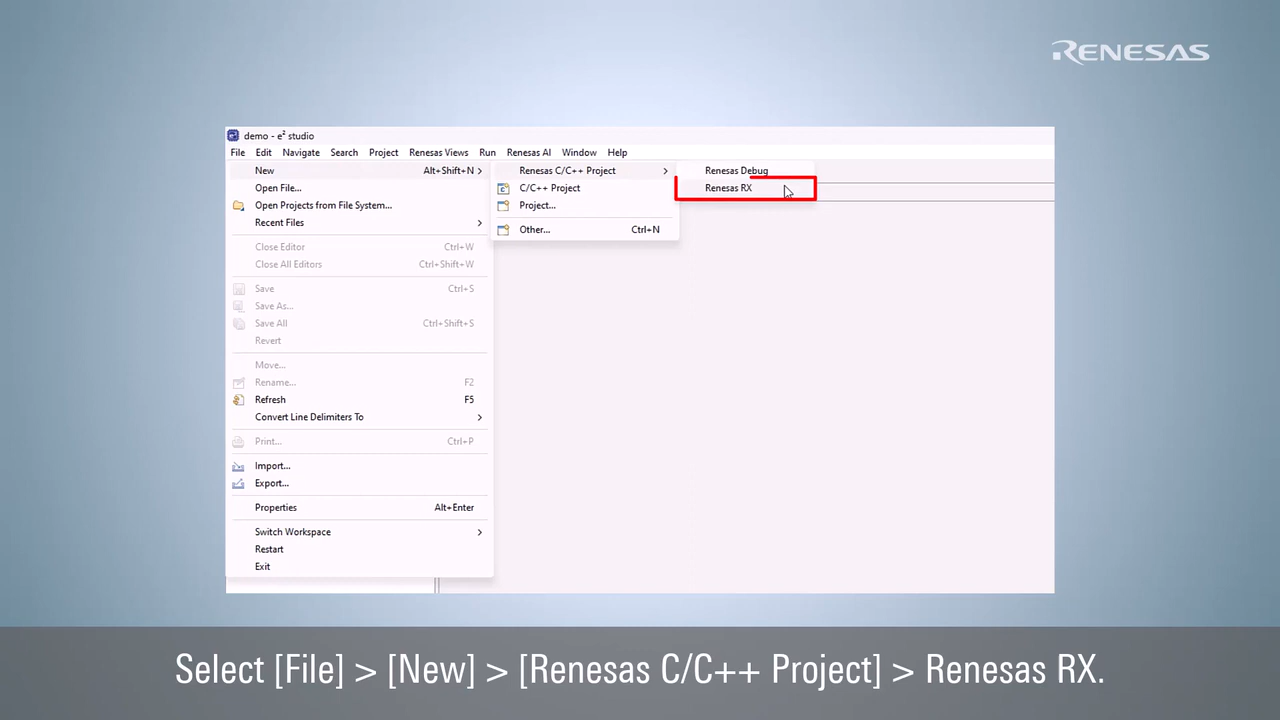 RENESAS
demo - e² studio
File Edit Navigate Search Project Renesas Views Run Renesas AI Window Help
New Alt+Shift+N
Open File...
Open Projects from File System...
Recent Files
Close Editor Ctrl+W
Close All Editors Ctrl+Shift+W
Save Ctrl+S
Save As...
Save All Ctrl+Shift+S
Revert
Move...
Rename... F2
Refresh F5
Convert Line Delimiters To
Print... Ctrl+P
Import...
Export...
Properties Alt+Enter
Switch Workspace
Restart
Exit
Renesas C/C++ Project
C/C++ Project
Project...
Other... Ctrl+N
Renesas Debug
Renesas RX
Select [File] > [New] > [Renesas C/C++ Project] > Renesas RX.